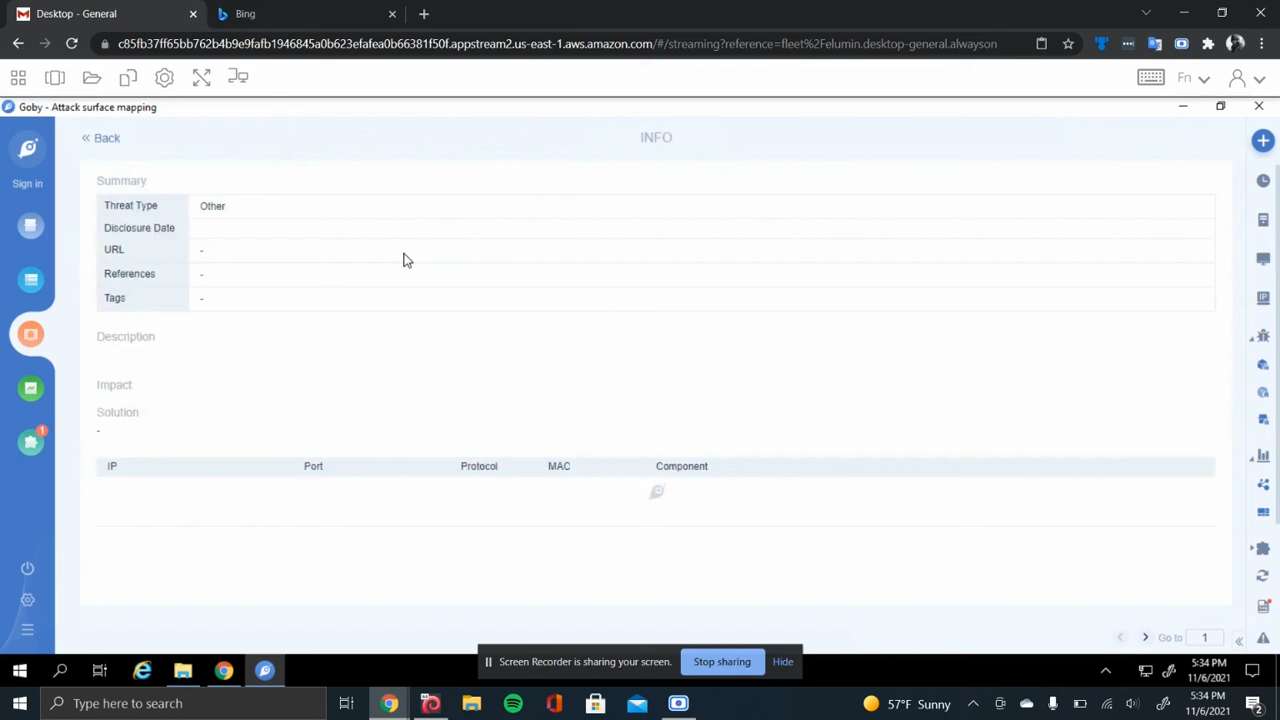 Desktop - General
Bing
c85fb37ff65bb762b4b9e9fafb1946845a0b623efafea0b66381f50f.appstream2.us-east-1.aws.amazon.com/#/streaming?reference=fleet%2Felumin.desktop-general.alwayson
Fn
Goby - Attack surface mapping
« Back
INFO
Sign in
Summary
Threat Type Other
Disclosure Date
URL -
References -
Tags -
Description
Impact
Solution
-
IP Port Protocol MAC Component
IP
1
Go to 1
Screen Recorder is sharing your screen. Stop sharing Hide
5:34 PM
11/6/2021
Type here to search
57°F Sunny
5:34 PM
11/6/2021
2